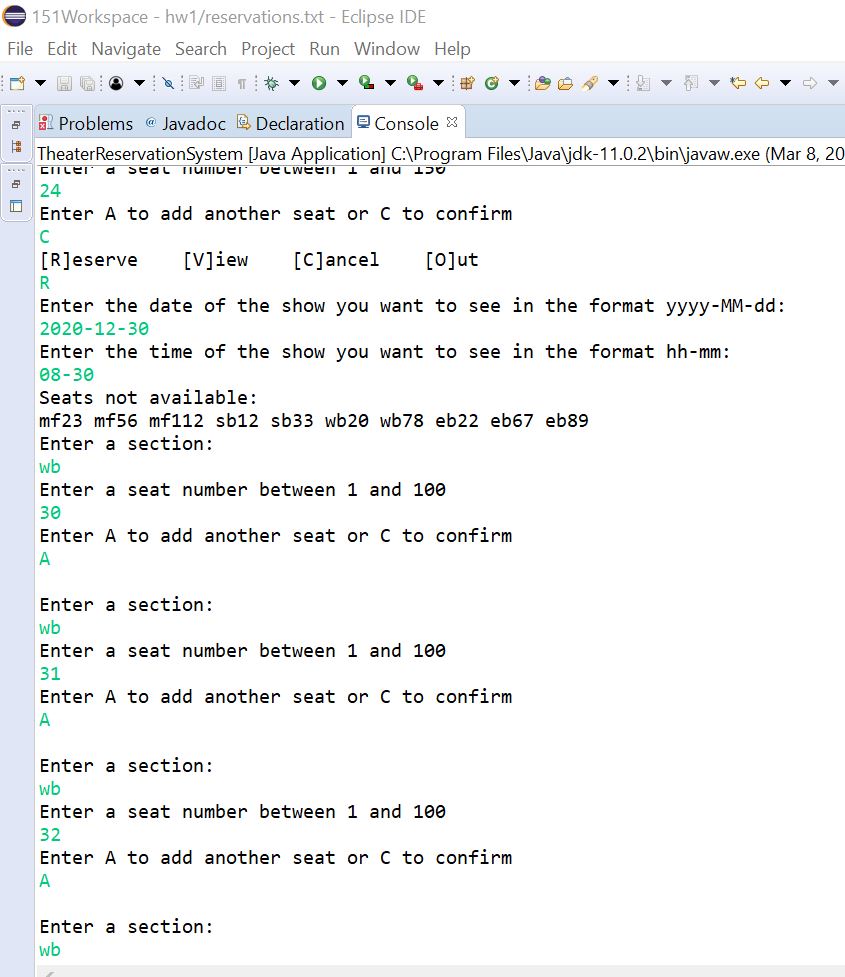 151Workspace - hw1/reservations.txt - Eclipse IDE
File Edit Navigate Search Project Run Window Help
Problems @ Javadoc Declaration Console
TheaterReservationSystem [Java Application] C:\Program Files\Java\jdk-11.0.2\bin\javaw.exe (Mar 8, 20
Enter a seat number between 1 and 150
24
Enter A to add another seat or C to confirm
C
[R]eserve [V]iew [C]ancel [O]ut
R
Enter the date of the show you want to see in the format yyyy-MM-dd:
2020-12-30
Enter the time of the show you want to see in the format hh-mm:
08-30
Seats not available:
mf23 mf56 mf112 sb12 sb33 wb20 wb78 eb22 eb67 eb89
Enter a section:
wb
Enter a seat number between 1 and 100
30
Enter A to add another seat or C to confirm
A
Enter a section:
wb
Enter a seat number between 1 and 100
31
Enter A to add another seat or C to confirm
A
Enter a section:
wb
Enter a seat number between 1 and 100
32
Enter A to add another seat or C to confirm
A
Enter a section:
wb